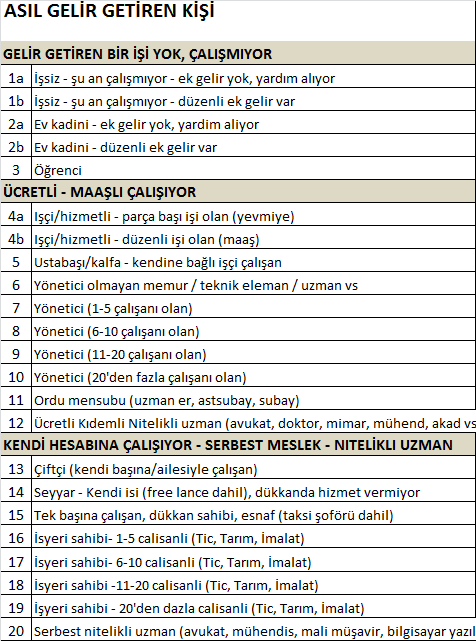 ASIL GELİR GETİREN KİŞİ
GELİR GETİREN BİR İŞİ YOK, ÇALIŞMIYOR
1a İşsiz - şu an çalışmıyor - ek gelir yok, yardım alıyor
1b İşsiz - şu an çalışmıyor - düzenli ek gelir var
2a Ev kadini - ek gelir yok, yardim aliyor
2b Ev kadini - düzenli ek gelir var
3 Öğrenci
ÜCRETLİ - MAAŞLI ÇALIŞIYOR
4a Işçi/hizmetli - parça başı işi olan (yevmiye)
4b Işçi/hizmetli - düzenli işi olan (maaş)
5 Ustabaşı/kalfa - kendine bağlı işçi çalışan
6 Yönetici olmayan memur / teknik eleman / uzman vs
7 Yönetici (1-5 çalışanı olan)
8 Yönetici (6-10 çalışanı olan)
9 Yönetici (11-20 çalışanı olan)
10 Yönetici (20'den fazla çalışanı olan)
11 Ordu mensubu (uzman er, astsubay, subay)
12 Ücretli Kıdemli Nitelikli uzman (avukat, doktor, mimar, mühend, akad vs
KENDİ HESABINA ÇALIŞIYOR - SERBEST MESLEK - NITELİKLI UZMAN
13 Çiftçi (kendi başına/ailesiyle çalışan)
14 Seyyar - Kendi isi (free lance dahil), dükkanda hizmet vermiyor
15 Tek başına çalışan, dükkan sahibi, esnaf (taksi şoförü dahil)
16 İsyeri sahibi- 1-5 calisanli (Tic, Tarım, İmalat)
17 İsyeri sahibi- 6-10 calisanli (Tic, Tarım, İmalat)
18 İsyeri sahibi -11-20 calisanli (Tic, Tarım, İmalat)
19 İşyeri sahibi - 20'den dazla calisanli (Tic, Tarım, İmalat)
20 Serbest nitelikli uzman (avukat, mühendis, mali müşavir, bilgisayar yazıl